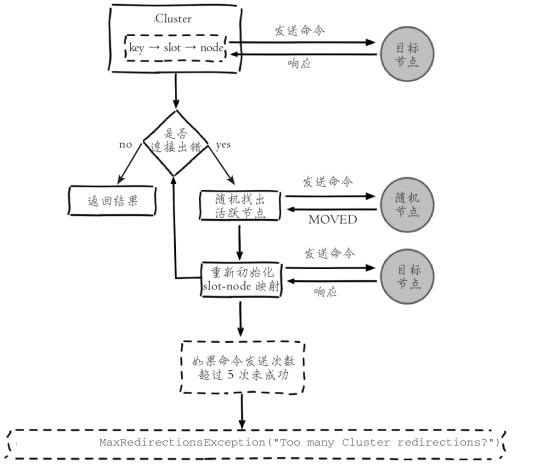 Cluster
key → slot → node
发送命令
响应
目标
节点
是否
连接出错
no
yes
返回结果
随机找出
活跃节点
发送命令
MOVED
随机
节点
重新初始化
slot-node 映射
发送命令
响应
目标
节点
如果命令发送次数
超过 5 次未成功
MaxRedirectionsException("Too many Cluster redirections?")